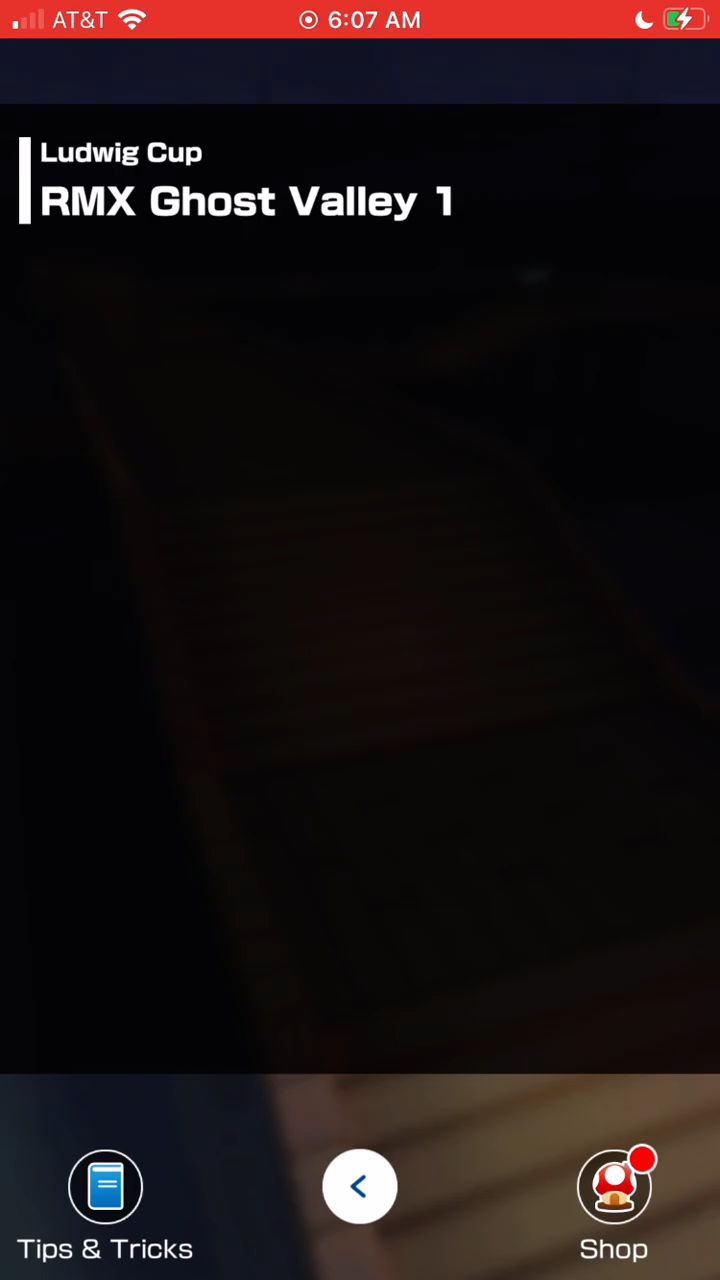 AT&T
6:07 AM
Ludwig Cup
RMX Ghost Valley 1
Tips & Tricks
Shop